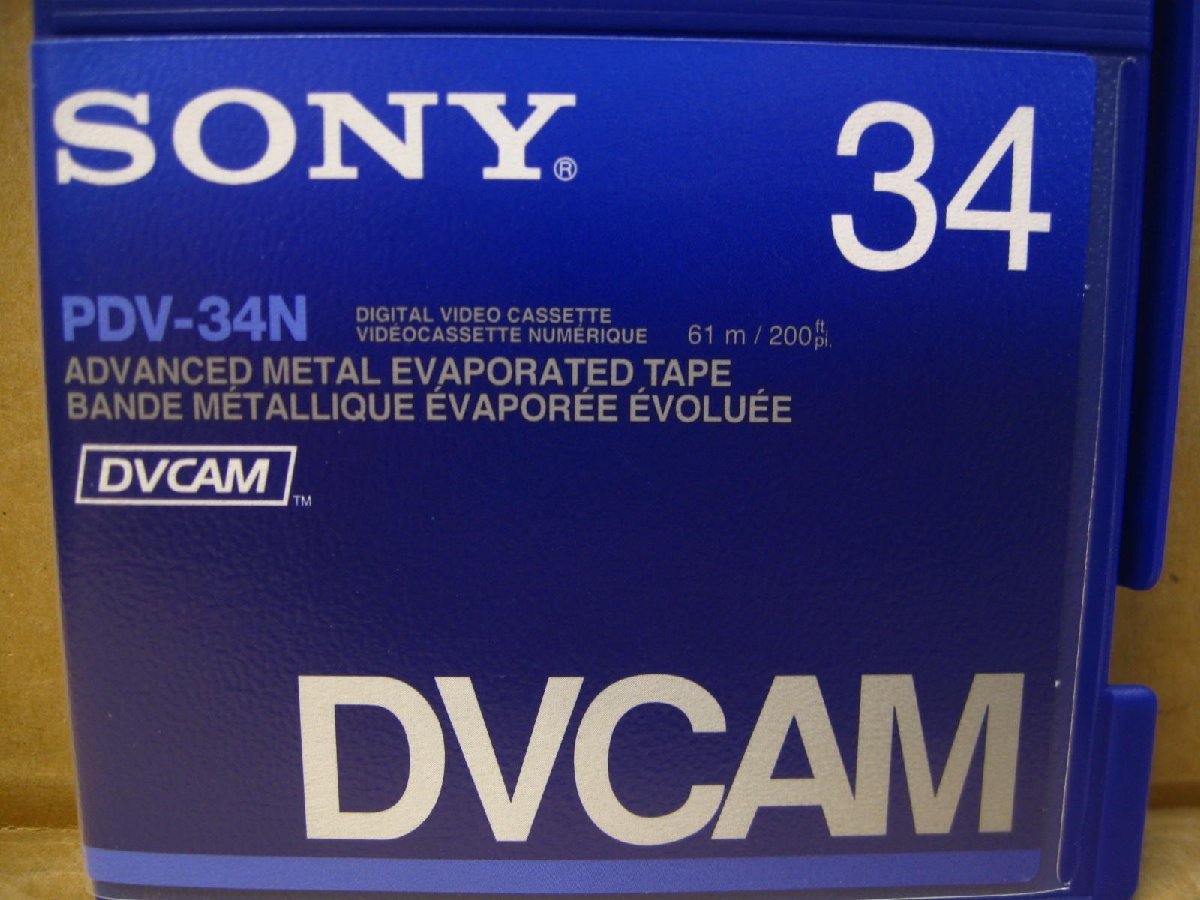 SONY®
34
PDV-34N
DIGITAL VIDEO CASSETTE
VIDÉOCASSETTE NUMÉRIQUE 61 m / 200 ft./pi.
ADVANCED METAL EVAPORATED TAPE
BANDE MÉTALLIQUE ÉVAPORÉE ÉVOLUÉE
DVCAM™
DVCAM